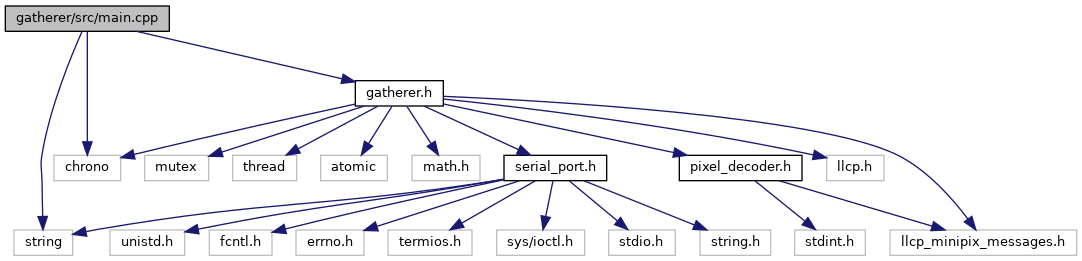 gatherer/src/main.cpp
gatherer.h
chrono
mutex
thread
atomic
math.h
serial_port.h
pixel_decoder.h
llcp.h
string
unistd.h
fcntl.h
errno.h
termios.h
sys/ioctl.h
stdio.h
string.h
stdint.h
llcp_minipix_messages.h